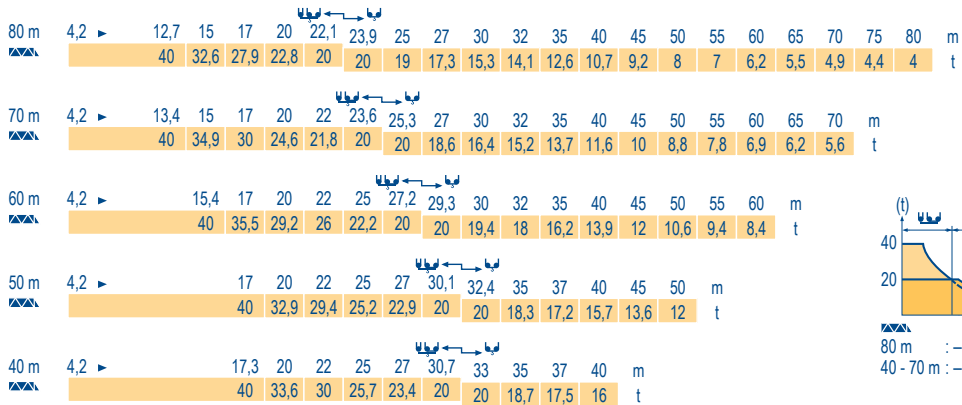 80 m 4,2 ► 12,7 15 17 20 22,1 23,9 25 27 30 32 35 40 45 50 55 60 65 70 75 80 m
40 32,6 27,9 22,8 20 20 19 17,3 15,3 14,1 12,6 10,7 9,2 8 7 6,2 5,5 4,9 4,4 4 t
70 m 4,2 ► 13,4 15 17 20 22 23,6 25,3 27 30 32 35 40 45 50 55 60 65 70 m
40 34,9 30 24,6 21,8 20 20 18,6 16,4 15,2 13,7 11,6 10 8,8 7,8 6,9 6,2 5,6 t
60 m 4,2 ► 15,4 17 20 22 25 27,2 29,3 30 32 35 40 45 50 55 60 m
40 35,5 29,2 26 22,2 20 20 19,4 18 16,2 13,9 12 10,6 9,4 8,4 t
50 m 4,2 ► 17 20 22 25 27 30,1 32,4 35 37 40 45 50 m
40 32,9 29,4 25,2 22,9 20 20 18,3 17,2 15,7 13,6 12 t
40 m 4,2 ► 17,3 20 22 25 27 30,7 33 35 37 40 m
40 33,6 30 25,7 23,4 20 20 18,7 17,5 16 t
(t)
40
20
80 m : –
40 - 70 m : –